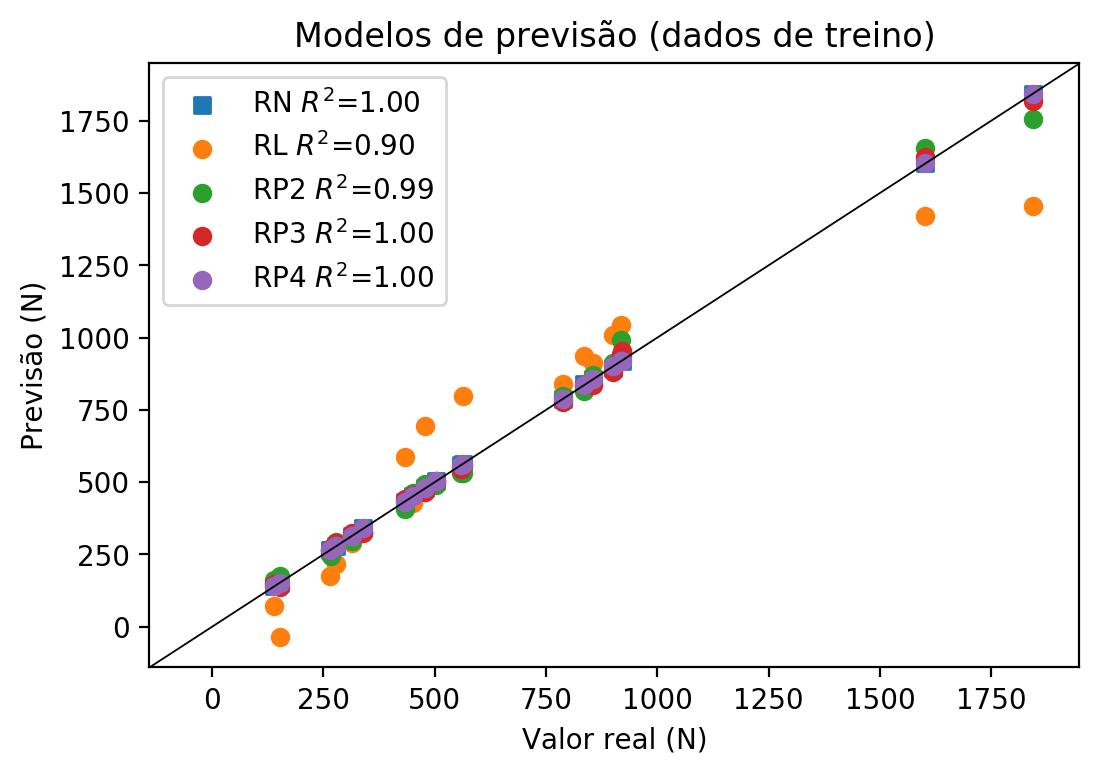 Modelos de previsão (dados de treino)
RN R²=1.00
RL R²=0.90
RP2 R²=0.99
RP3 R²=1.00
RP4 R²=1.00
Previsão (N)
1750
1500
1250
1000
750
500
250
0
0 250 500 750 1000 1250 1500 1750
Valor real (N)